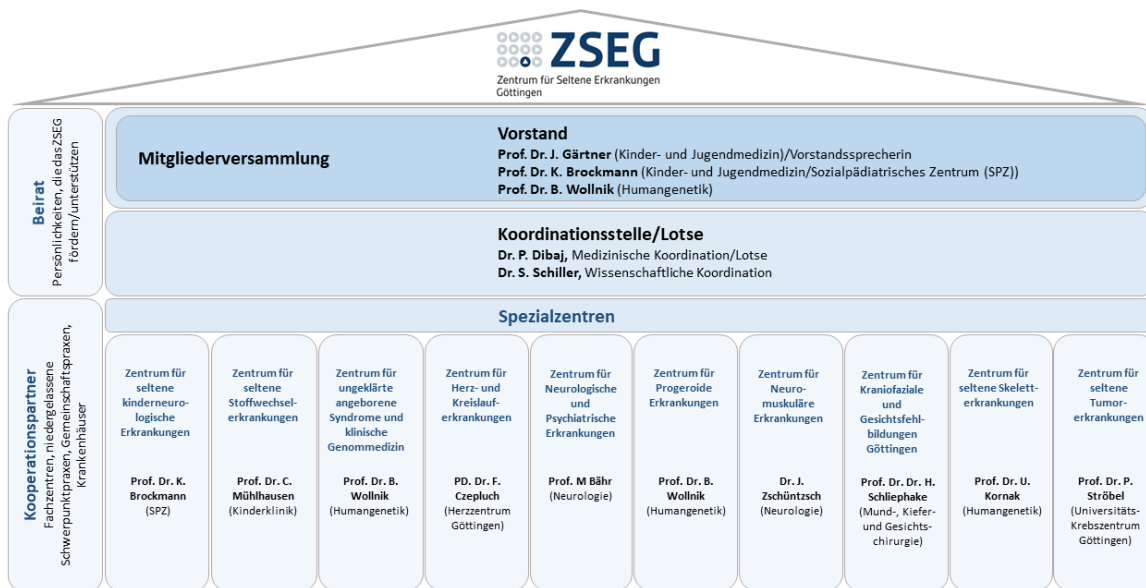 ZSEG
Zentrum für Seltene Erkrankungen
Göttingen
Beirat
Persönlichkeiten, die das ZSEG
fördern/unterstützen
Mitgliederversammlung
Vorstand
Prof. Dr. J. Gärtner (Kinder- und Jugendmedizin)/Vorstandssprecherin
Prof. Dr. K. Brockmann (Kinder- und Jugendmedizin/Sozialpädiatrisches Zentrum (SPZ))
Prof. Dr. B. Wollnik (Humangenetik)
Koordinationsstelle/Lotse
Dr. P. Dibaj, Medizinische Koordination/Lotse
Dr. S. Schiller, Wissenschaftliche Koordination
Kooperationspartner
Fachzentren, niedergelassene
Schwerpunktpraxen, Gemeinschaftspraxen,
Krankenhäuser
Spezialzentren
Zentrum für
seltene
kinderneuro-
logische
Erkrankungen
Prof. Dr. K.
Brockmann
(SPZ)
Zentrum für
seltene
Stoffwechsel-
erkrankungen
Prof. Dr. C.
Mühlhausen
(Kinderklinik)
Zentrum für
ungeklärte
angeborene
Syndrome und
klinische
Genommedizin
Prof. Dr. B.
Wollnik
(Humangenetik)
Zentrum für
Herz- und
Kreislauf-
erkrankungen
PD. Dr. F.
Czepluch
(Herzzentrum
Göttingen)
Zentrum für
Neurologische
und
Psychiatrische
Erkrankungen
Prof. M Bähr
(Neurologie)
Zentrum für
Progeroide
Erkrankungen
Prof. Dr. B.
Wollnik
(Humangenetik)
Zentrum für
Neuro-
muskuläre
Erkrankungen
Dr. J.
Zschüntzsch
(Neurologie)
Zentrum für
Kraniofaziale
und
Gesichtsfehl-
bildungen
Göttingen
Prof. Dr. Dr. H.
Schliephake
(Mund-, Kiefer-
und Gesichts-
chirurgie)
Zentrum für
seltene Skelett-
erkrankungen
Prof. Dr. U.
Kornak
(Humangenetik)
Zentrum für
seltene
Tumor-
erkrankungen
Prof. Dr. P.
Ströbel
(Universitäts-
Krebszentrum
Göttingen)